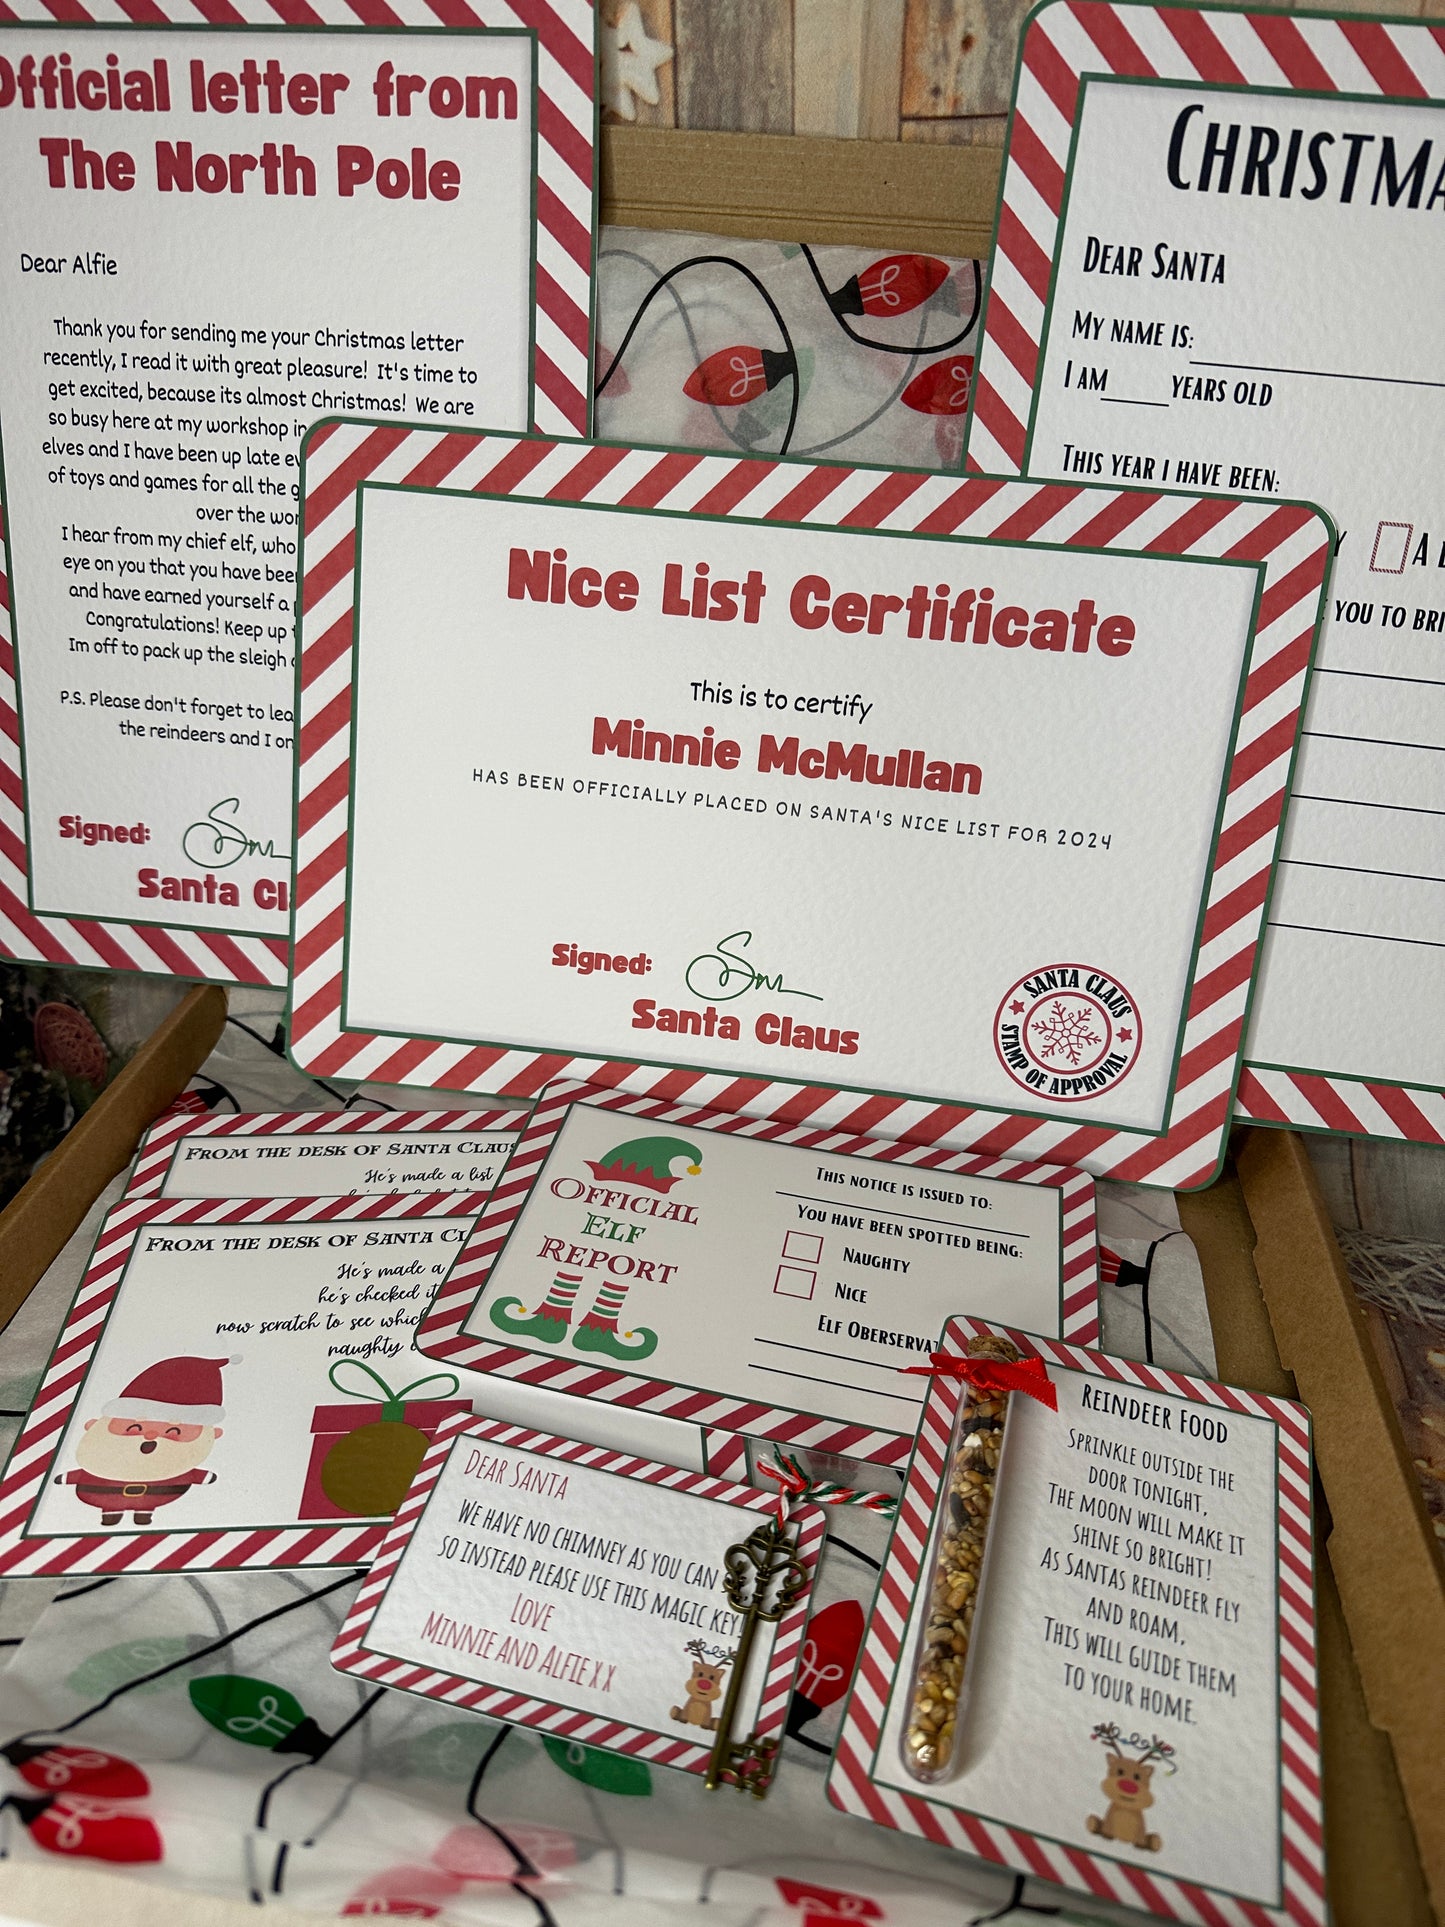 Official letter from
The North Pole
Dear Alfie
Thank you for sending me your Christmas letter
recently, I read it with great pleasure! It's time to
get excited, because its almost Christmas! We are
so busy here at my workshop in
elves and I have been up late
of toys and games for all the
over the
I hear from my chief elf, who
eye on you that you have
and have earned yourself a
Congratulations! Keep up
Im off to pack up the sleigh
P.S. Please don't forget to
the reindeers and I
Signed:
Santa
CHRISTMA
DEAR SANTA
MY NAME IS:
I AM YEARS OLD
THIS YEAR I HAVE BEEN:
A
YOU TO
Nice List Certificate
This is to certify
Minnie McMullan
HAS BEEN OFFICIALLY PLACED ON SANTA'S NICE LIST FOR 2024
Signed:
Santa Claus
SANTA CLAUS
STAMP OF APPROVAL
FROM THE DESK OF SANTA CLAUS
He's made a list
FROM THE DESK OF SANTA
He's made a
he's checked it
now scratch to see
naughty
OFFICIAL
ELF
REPORT
THIS NOTICE IS ISSUED TO:
YOU HAVE BEEN SPOTTED BEING:
NAUGHTY
NICE
ELF OBERSERVAT
DEAR SANTA
WE HAVE NO CHIMNEY AS YOU CAN
SO INSTEAD PLEASE USE THIS MAGIC KEY!
LOVE
MINNIE AND ALFIE X X
REINDEER FOOD
SPRINKLE OUTSIDE THE
DOOR TONIGHT,
THE MOON WILL MAKE IT
SHINE SO BRIGHT!
AS SANTAS REINDEER FLY
AND ROAM,
THIS WILL GUIDE THEM
TO YOUR HOME.